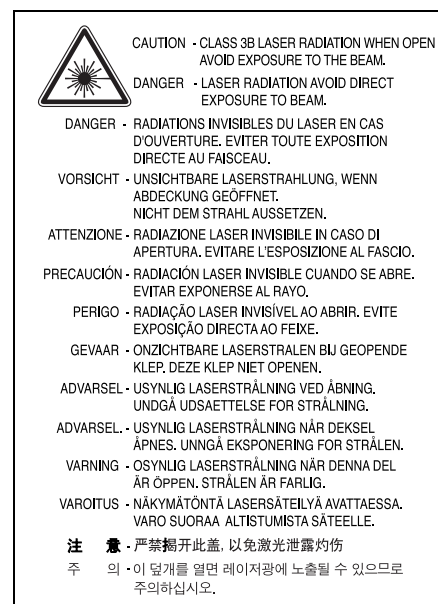 CAUTION - CLASS 3B LASER RADIATION WHEN OPEN
AVOID EXPOSURE TO THE BEAM.
DANGER - LASER RADIATION AVOID DIRECT
EXPOSURE TO BEAM.
DANGER - RADIATIONS INVISIBLES DU LASER EN CAS
D'OUVERTURE. EVITER TOUTE EXPOSITION
DIRECTE AU FAISCEAU.
VORSICHT - UNSICHTBARE LASERSTRAHLUNG, WENN
ABDECKUNG GEÖFFNET.
NICHT DEM STRAHL AUSSETZEN.
ATTENZIONE - RADIAZIONE LASER INVISIBILE IN CASO DI
APERTURA. EVITARE L'ESPOSIZIONE AL FASCIO.
PRECAUCIÓN - RADIACIÓN LASER INVISIBLE CUANDO SE ABRE.
EVITAR EXPONERSE AL RAYO.
PERIGO - RADIAÇÃO LASER INVISÍVEL AO ABRIR. EVITE
EXPOSIÇÃO DIRECTA AO FEIXE.
GEVAAR - ONZICHTBARE LASERSTRALEN BIJ GEOPENDE
KLEP. DEZE KLEP NIET OPENEN.
ADVARSEL - USYNLIG LASERSTRÅLNING VED ÅBNING.
UNDGÅ UDSAETTELSE FOR STRÅLNING.
ADVARSEL. - USYNLIG LASERSTRÅLNING NÅR DEKSEL
ÅPNES. UNNGÅ EKSPONERING FOR STRÅLEN.
VARNING - OSYNLIG LASERSTRÅLNING NÄR DENNA DEL
ÄR ÖPPEN. STRÅLEN ÄR FARLIG.
VAROITUS - NÄKYMÄTÖNTÄ LASERSÄTEILYÄ AVATTAESSA.
VARO SUORAA ALTISTUMISTA SÄTEELLE.
注 意 - 严禁揭开此盖, 以免激光泄露灼伤
주 의 - 이 덮개를 열면 레이저광에 노출될 수 있으므로
주의하십시오.